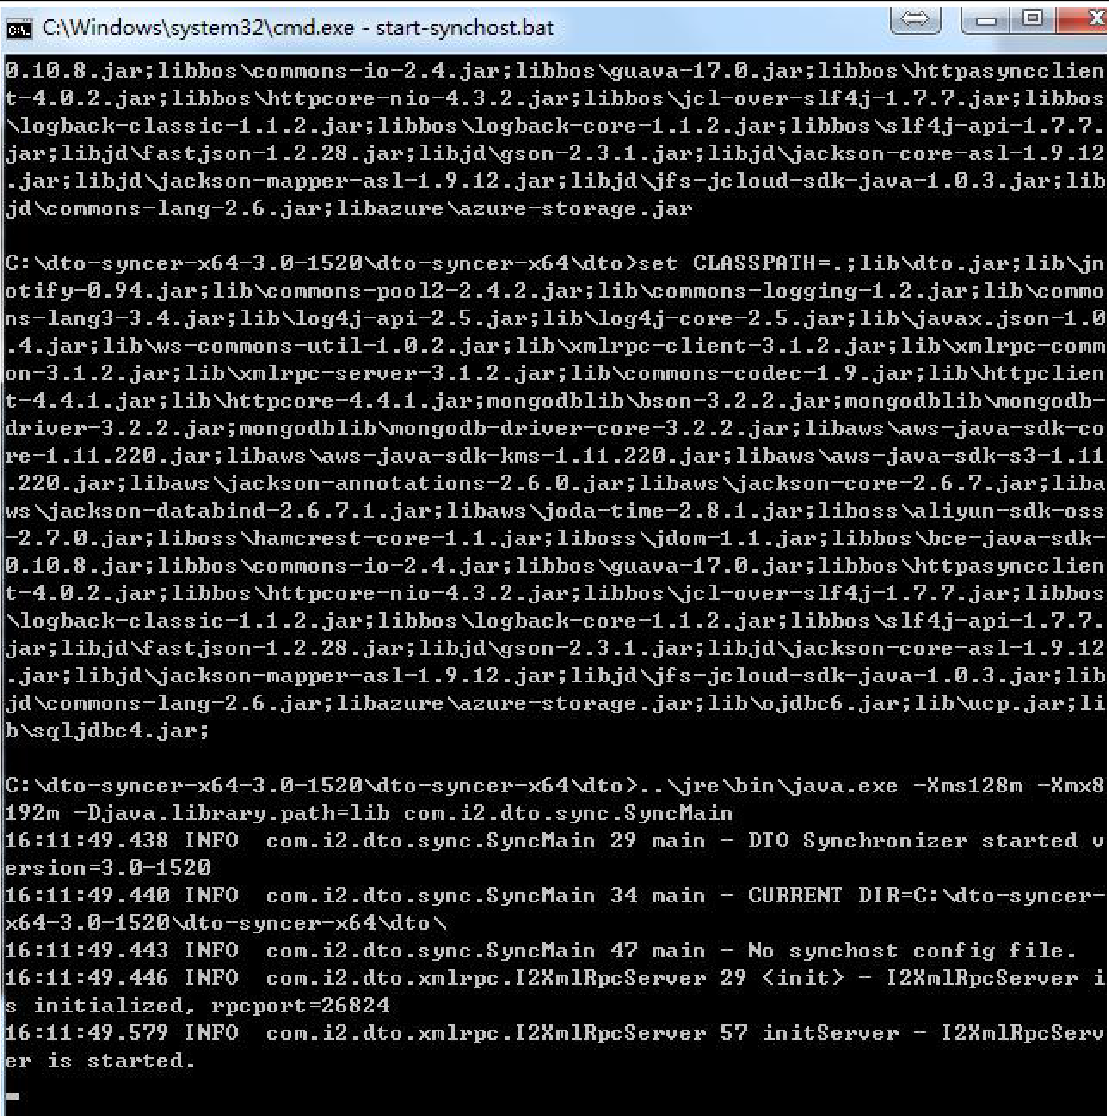 C:\Windows\system32\cmd.exe - start-synchost.bat
0.10.8.jar;libbos\commons-io-2.4.jar;libbos\guava-17.0.jar;libbos\httpasyncclien
t-4.0.2.jar;libbos\httpcore-nio-4.3.2.jar;libbos\jcl-over-slf4j-1.7.7.jar;libbos
\logback-classic-1.1.2.jar;libbos\logback-core-1.1.2.jar;libbos\slf4j-api-1.7.7.
jar;libjd\fastjson-1.2.28.jar;libjd\gson-2.3.1.jar;libjd\jackson-core-asl-1.9.12
.jar;libjd\jackson-mapper-asl-1.9.12.jar;libjd\jfs-jcloud-sdk-java-1.0.3.jar;lib
jd\commons-lang-2.6.jar;libazure\azure-storage.jar
C:\dto-syncer-x64-3.0-1520\dto-syncer-x64\dto>set CLASSPATH=.;lib\dto.jar;lib\jn
otify-0.94.jar;lib\commons-pool2-2.4.2.jar;lib\commons-logging-1.2.jar;lib\commo
ns-lang3-3.4.jar;lib\log4j-api-2.5.jar;lib\log4j-core-2.5.jar;lib\javax.json-1.0
.4.jar;lib\ws-commons-util-1.0.2.jar;lib\xmlrpc-client-3.1.2.jar;lib\xmlrpc-comm
on-3.1.2.jar;lib\xmlrpc-server-3.1.2.jar;lib\commons-codec-1.9.jar;lib\httpclien
t-4.4.1.jar;lib\httpcore-4.4.1.jar;mongodblib\bson-3.2.2.jar;mongodblib\mongodb-
driver-3.2.2.jar;mongodblib\mongodb-driver-core-3.2.2.jar;libaws\aws-java-sdk-co
re-1.11.220.jar;libaws\aws-java-sdk-kms-1.11.220.jar;libaws\aws-java-sdk-s3-1.11
.220.jar;libaws\jackson-annotations-2.6.0.jar;libaws\jackson-core-2.6.7.jar;liba
ws\jackson-databind-2.6.7.1.jar;libaws\joda-time-2.8.1.jar;liboss\aliyun-sdk-oss
-2.7.0.jar;liboss\hamcrest-core-1.1.jar;liboss\jdom-1.1.jar;libbos\bce-java-sdk-
0.10.8.jar;libbos\commons-io-2.4.jar;libbos\guava-17.0.jar;libbos\httpasyncclien
t-4.0.2.jar;libbos\httpcore-nio-4.3.2.jar;libbos\jcl-over-slf4j-1.7.7.jar;libbos
\logback-classic-1.1.2.jar;libbos\logback-core-1.1.2.jar;libbos\slf4j-api-1.7.7.
jar;libjd\fastjson-1.2.28.jar;libjd\gson-2.3.1.jar;libjd\jackson-core-asl-1.9.12
.jar;libjd\jackson-mapper-asl-1.9.12.jar;libjd\jfs-jcloud-sdk-java-1.0.3.jar;lib
jd\commons-lang-2.6.jar;libazure\azure-storage.jar;lib\ojdbc6.jar;lib\ucp.jar;li
b\sqljdbc4.jar;
C:\dto-syncer-x64-3.0-1520\dto-syncer-x64\dto>..\jre\bin\java.exe -Xms128m -Xmx8
192m -Djava.library.path=lib com.i2.dto.sync.SyncMain
16:11:49.438 INFO  com.i2.dto.sync.SyncMain 29 main - DTO Synchronizer started v
ersion=3.0-1520
16:11:49.440 INFO  com.i2.dto.sync.SyncMain 34 main - CURRENT DIR=C:\dto-syncer-
x64-3.0-1520\dto-syncer-x64\dto\
16:11:49.443 INFO  com.i2.dto.sync.SyncMain 47 main - No synchost config file.
16:11:49.446 INFO  com.i2.dto.xmlrpc.I2XmlRpcServer 29 <init> - I2XmlRpcServer i
s initialized, rpcport=26824
16:11:49.579 INFO  com.i2.dto.xmlrpc.I2XmlRpcServer 57 initServer - I2XmlRpcServ
er is started.